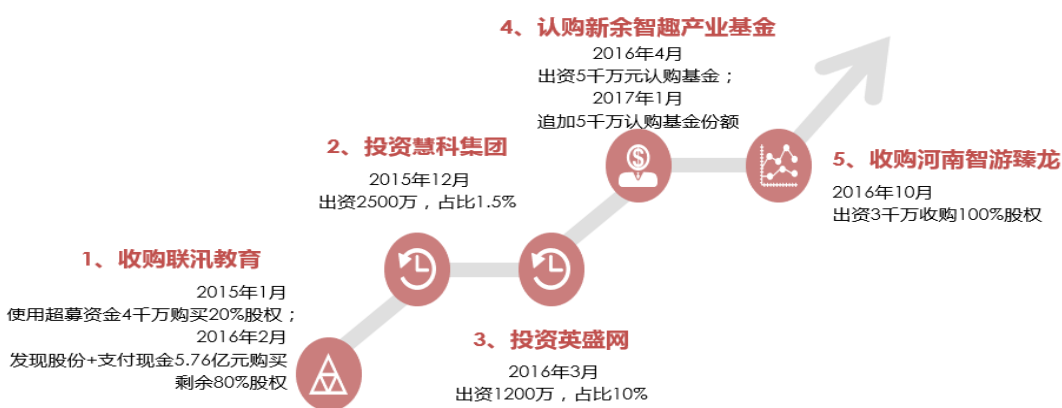 1、收购联汛教育
2015年1月
使用超募资金4千万购买20%股权；
2016年2月
发现股份+支付现金5.76亿元购买
剩余80%股权
2、投资慧科集团
2015年12月
出资2500万，占比1.5%
3、投资英盛网
2016年3月
出资1200万，占比10%
4、认购新余智趣产业基金
2016年4月
出资5千万元认购基金；
2017年1月
追加5千万认购基金份额
5、收购河南智游臻龙
2016年10月
出资3千万收购100%股权